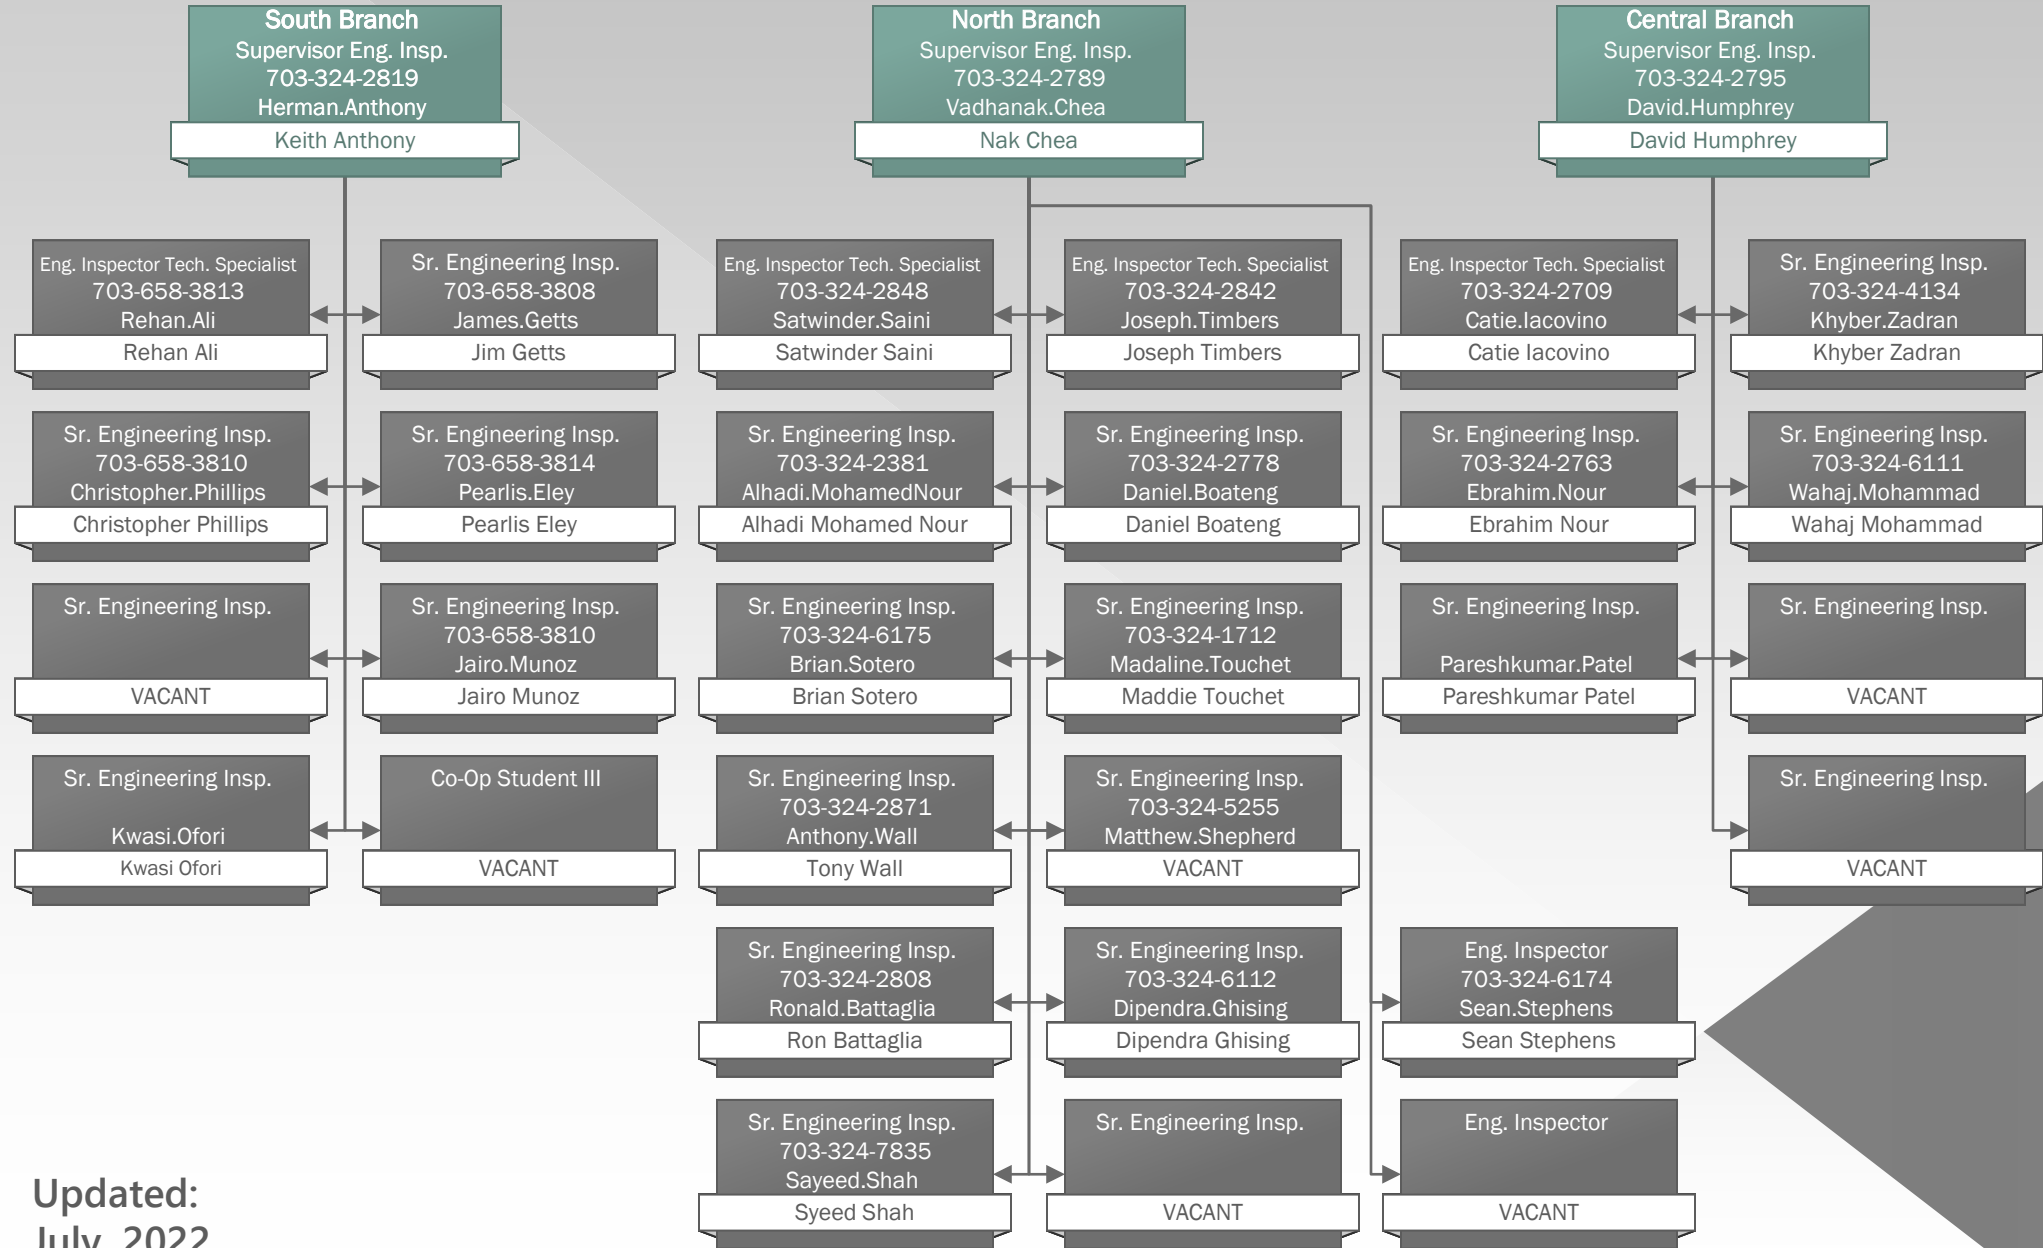 South Branch
Supervisor Eng. Insp.
703-324-2819
Herman.Anthony
Keith Anthony
North Branch
Supervisor Eng. Insp.
703-324-2789
Vadhanak.Chea
Nak Chea
Central Branch
Supervisor Eng. Insp.
703-324-2795
David.Humphrey
David Humphrey
Eng. Inspector Tech. Specialist
703-658-3813
Rehan.Ali
Rehan Ali
Sr. Engineering Insp.
703-658-3808
James.Getts
Jim Getts
Eng. Inspector Tech. Specialist
703-324-2848
Satwinder.Saini
Satwinder Saini
Eng. Inspector Tech. Specialist
703-324-2842
Joseph.Timbers
Joseph Timbers
Eng. Inspector Tech. Specialist
703-324-2709
Catie.Iacovino
Catie Iacovino
Sr. Engineering Insp.
703-324-4134
Khyber.Zadran
Khyber Zadran
Sr. Engineering Insp.
703-658-3810
Christopher.Phillips
Christopher Phillips
Sr. Engineering Insp.
703-658-3814
Pearlis.Eley
Pearlis Eley
Sr. Engineering Insp.
703-324-2381
Alhadi.MohamedNour
Alhadi Mohamed Nour
Sr. Engineering Insp.
703-324-2778
Daniel.Boateng
Daniel Boateng
Sr. Engineering Insp.
703-324-2763
Ebrahim.Nour
Ebrahim Nour
Sr. Engineering Insp.
703-324-6111
Wahaj.Mohammad
Wahaj Mohammad
Sr. Engineering Insp.
VACANT
Sr. Engineering Insp.
703-658-3810
Jairo.Munoz
Jairo Munoz
Sr. Engineering Insp.
703-324-6175
Brian.Sotero
Brian Sotero
Sr. Engineering Insp.
703-324-1712
Madaline.Touchet
Maddie Touchet
Sr. Engineering Insp.
Pareshkumar.Patel
Pareshkumar Patel
Sr. Engineering Insp.
VACANT
Sr. Engineering Insp.
Kwasi.Ofori
Kwasi Ofori
Co-Op Student III
VACANT
Sr. Engineering Insp.
703-324-2871
Anthony.Wall
Tony Wall
Sr. Engineering Insp.
703-324-5255
Matthew.Shepherd
VACANT
Sr. Engineering Insp.
VACANT
Sr. Engineering Insp.
703-324-2808
Ronald.Battaglia
Ron Battaglia
Sr. Engineering Insp.
703-324-6112
Dipendra.Ghising
Dipendra Ghising
Eng. Inspector
703-324-6174
Sean.Stephens
Sean Stephens
Sr. Engineering Insp.
703-324-7835
Sayeed.Shah
Syeed Shah
Sr. Engineering Insp.
VACANT
Eng. Inspector
VACANT
Updated:
July, 2022